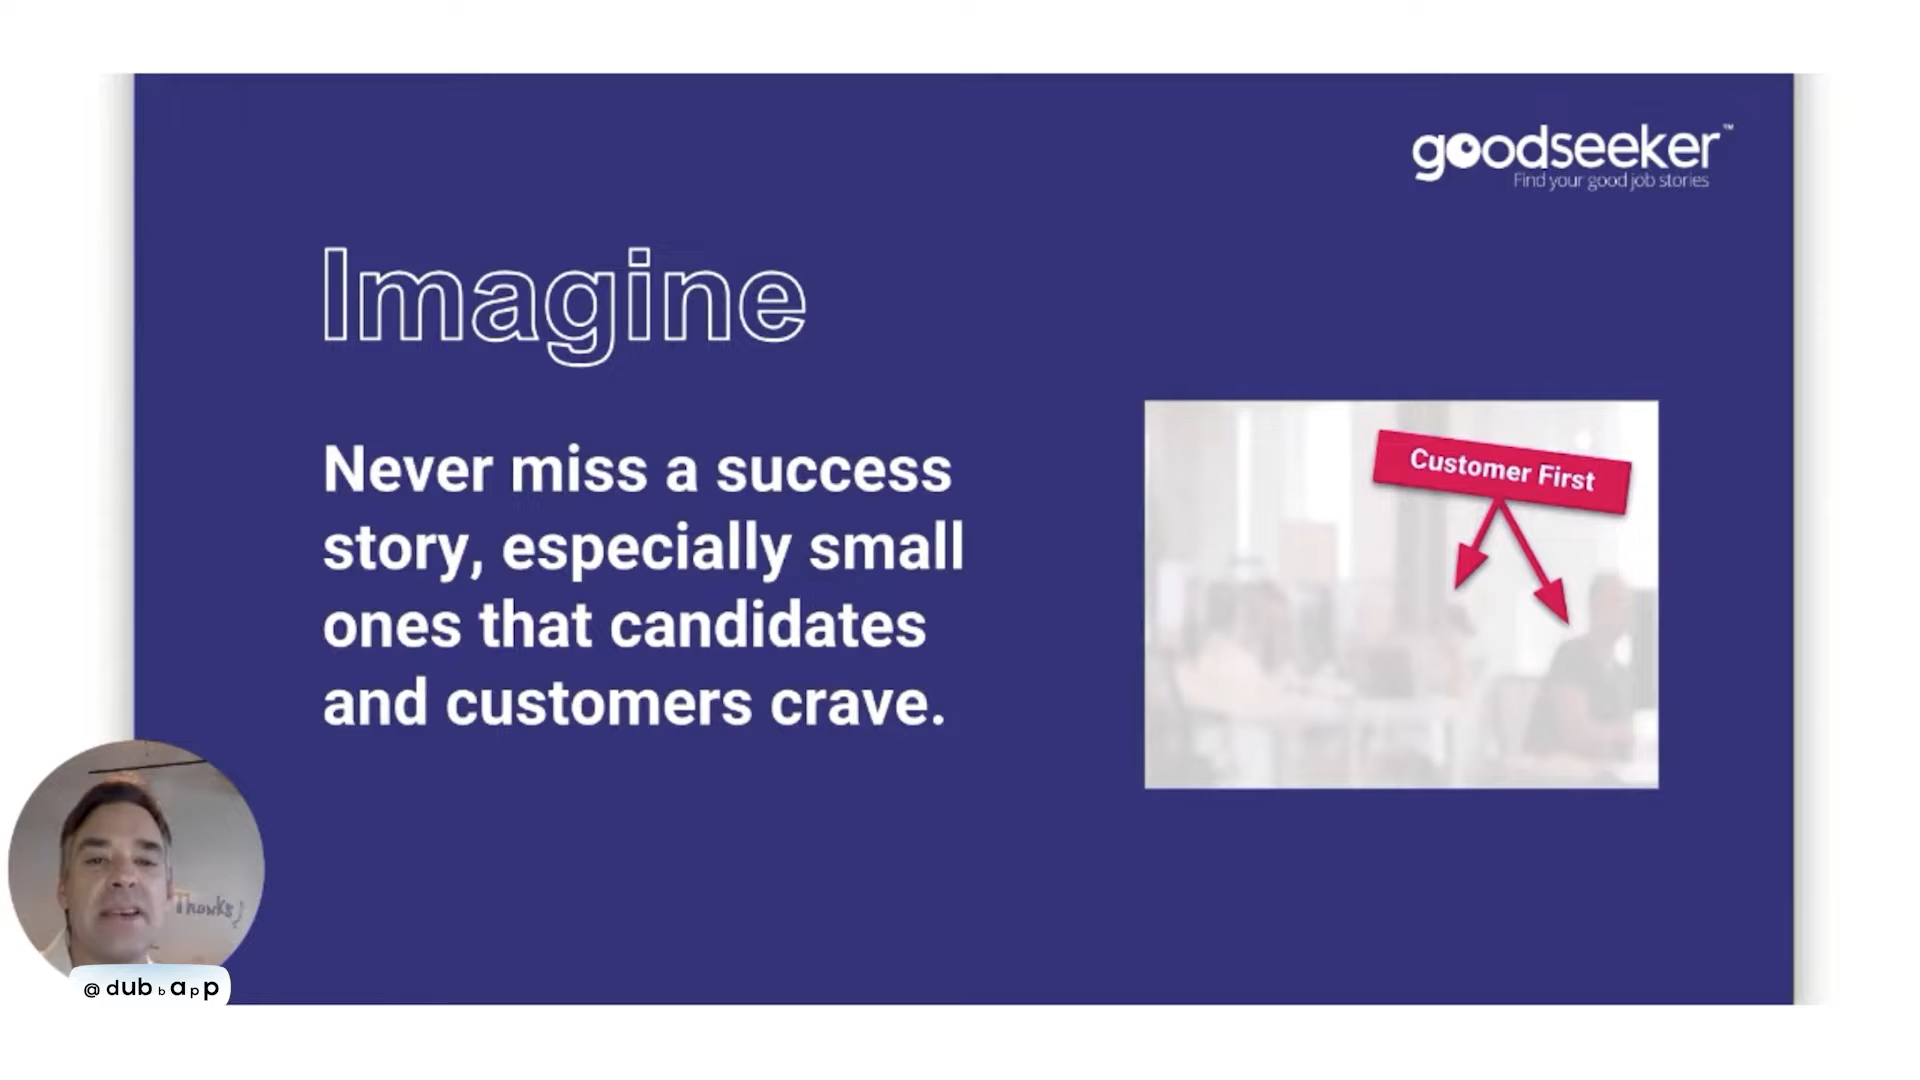 goodseeker™
Find your good job stories
Imagine
Never miss a success
story, especially small
ones that candidates
and customers crave.
Customer First
Thanks!
@dubbapp